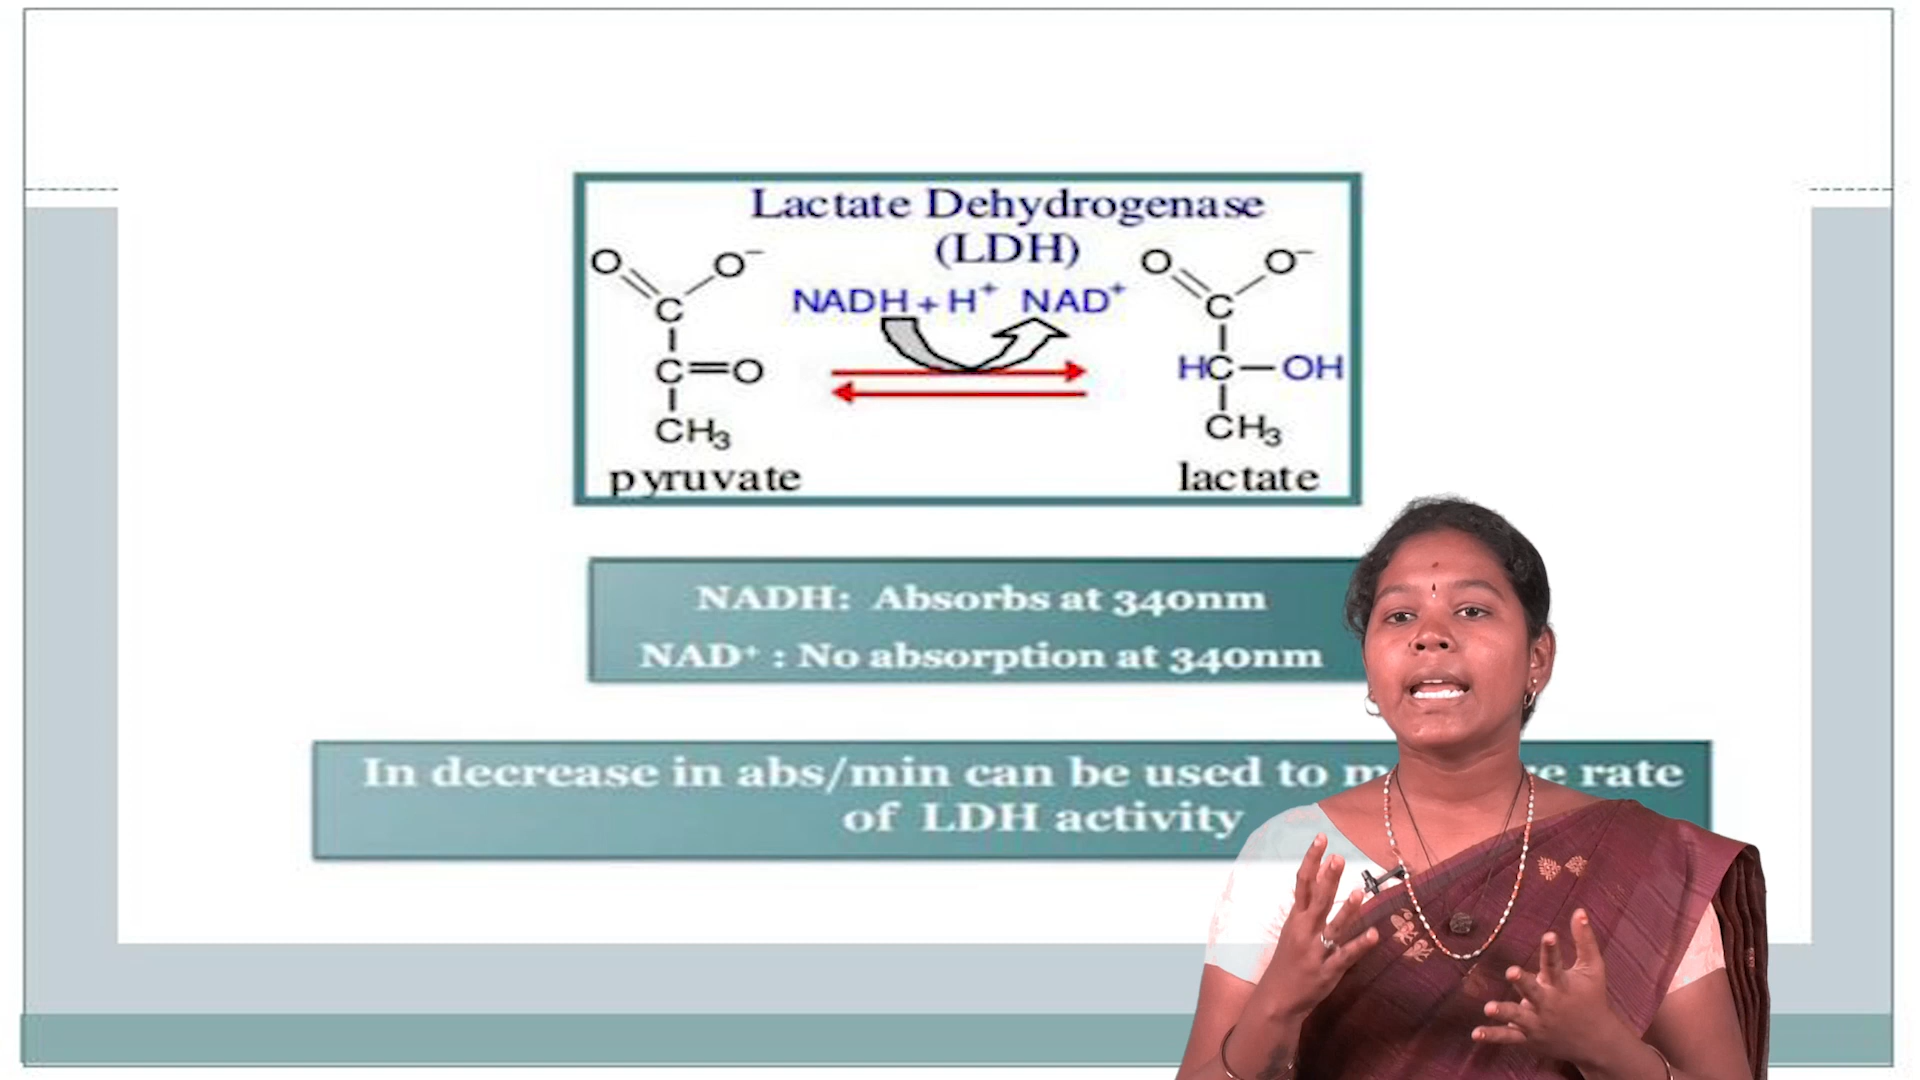 Lactate Dehydrogenase
(LDH)
O O⁻ NADH + H⁺ NAD⁺ O O⁻
C C
C=O HC—OH
CH₃ CH₃
pyruvate lactate
NADH: Absorbs at 340nm
NAD⁺ : No absorption at 340nm
In decrease in abs/min can be used to rate
of LDH activity